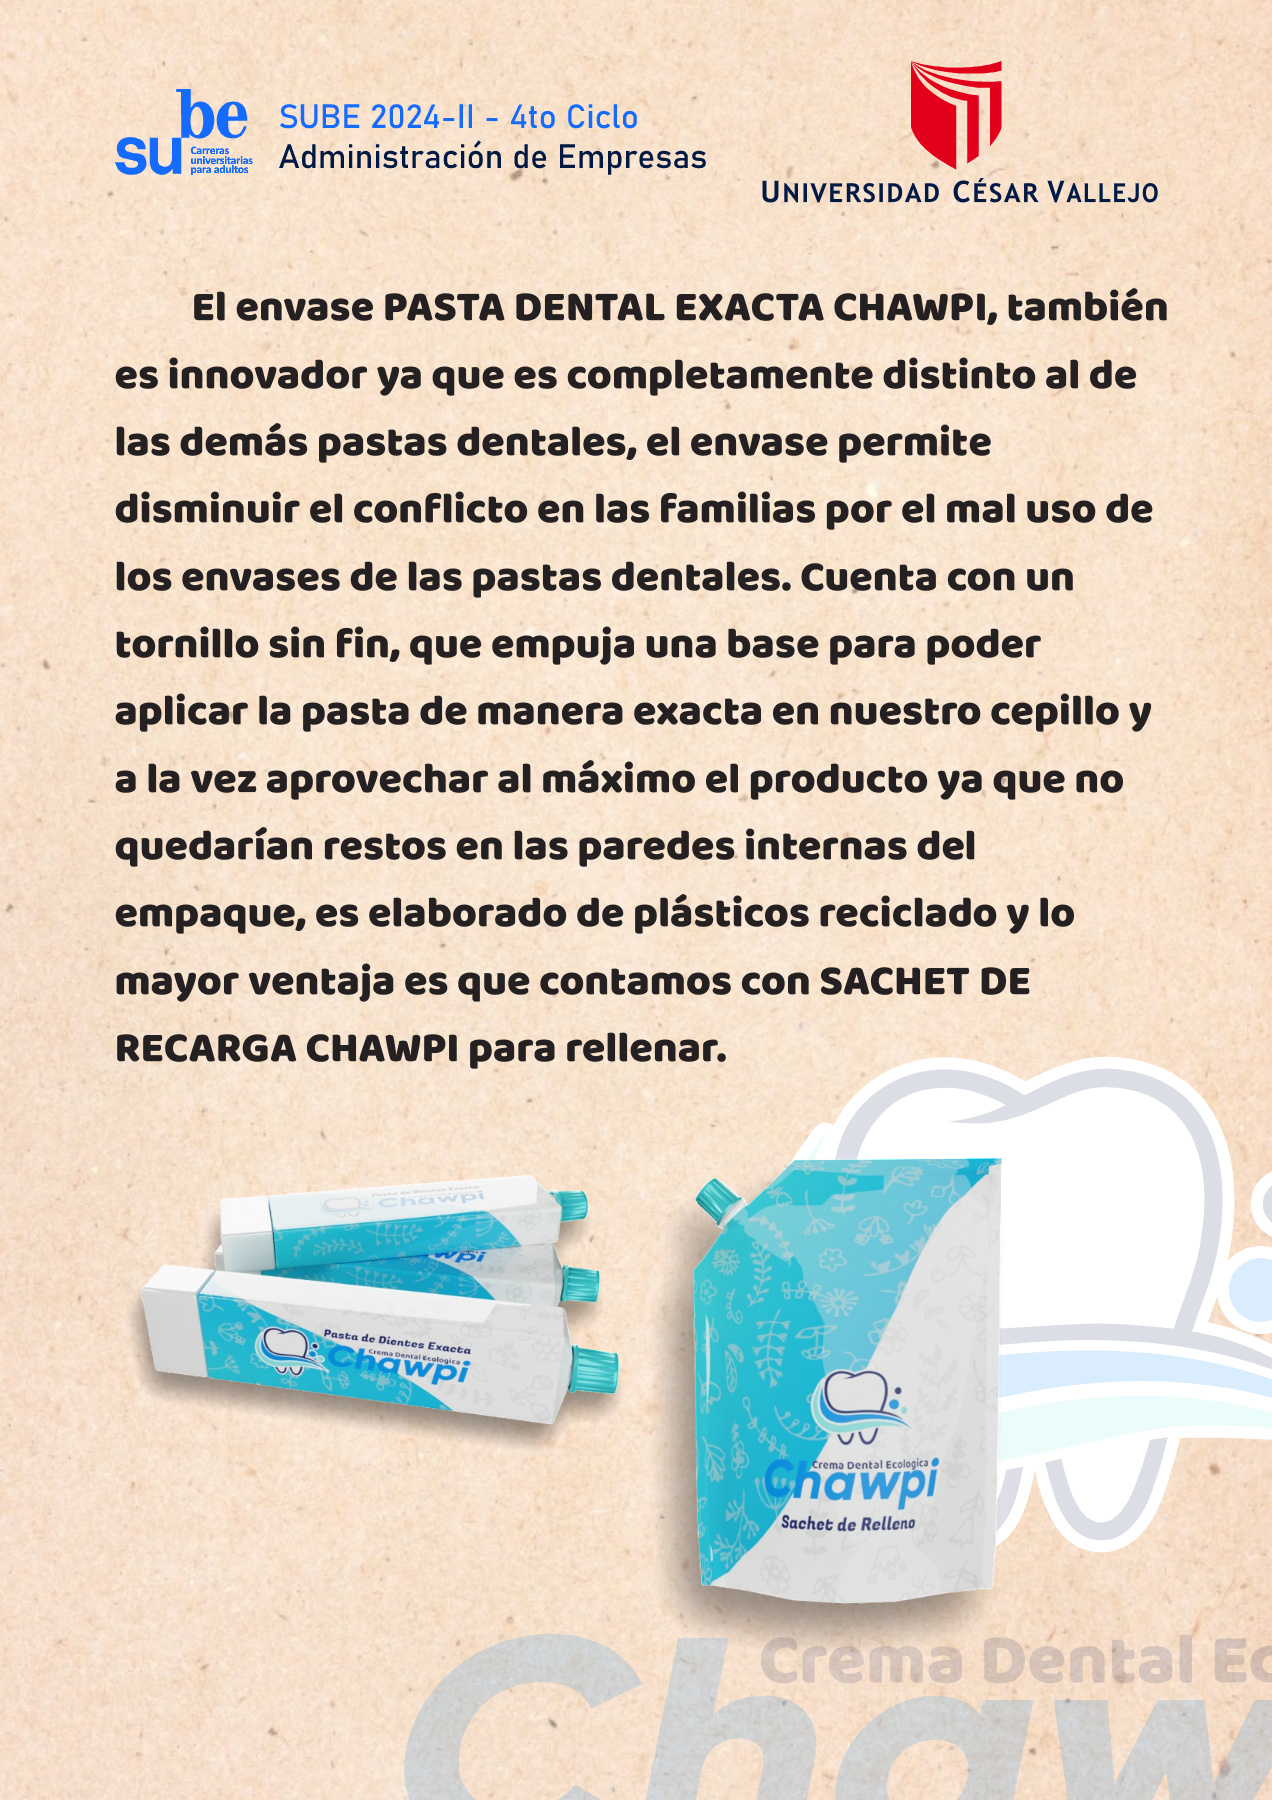 be
su
Carreras
universitarias
para adultos
SUBE 2024-II - 4to Ciclo
Administración de Empresas
UNIVERSIDAD CÉSAR VALLEJO
El envase PASTA DENTAL EXACTA CHAWPI, también
es innovador ya que es completamente distinto al de
las demás pastas dentales, el envase permite
disminuir el conflicto en las familias por el mal uso de
los envases de las pastas dentales. Cuenta con un
tornillo sin fin, que empuja una base para poder
aplicar la pasta de manera exacta en nuestro cepillo y
a la vez aprovechar al máximo el producto ya que no
quedarían restos en las paredes internas del
empaque, es elaborado de plásticos reciclado y lo
mayor ventaja es que contamos con SACHET DE
RECARGA CHAWPI para rellenar.
Pasta de Dientes Exacta
Chawpi
wpi
Pasta de Dientes Exacta
Crema Dental Ecologica
Chawpi
Crema Dental Ecologica
Chawpi
Sachet de Relleno
Crema Dental Ec
Chaw